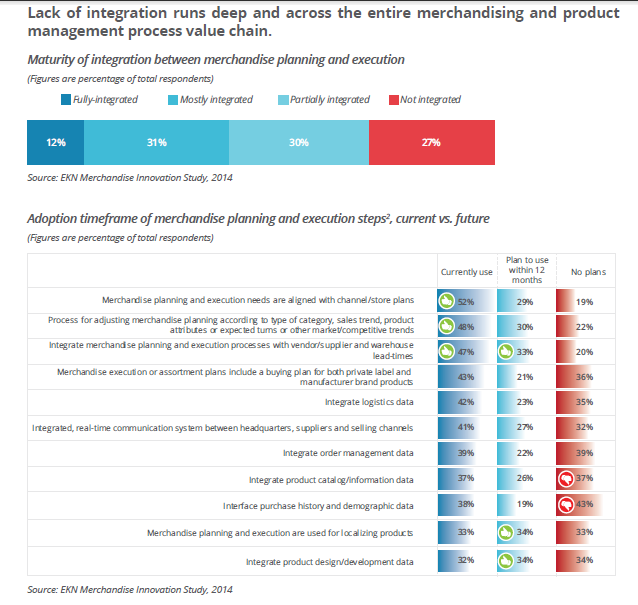 Lack of integration runs deep and across the entire merchandising and product
management process value chain.
Maturity of integration between merchandise planning and execution
(Figures are percentage of total respondents)
Fully-integrated Mostly integrated Partially integrated Not integrated
12% 31% 30% 27%
Source: EKN Merchandise Innovation Study, 2014
Adoption timeframe of merchandise planning and execution steps², current vs. future
(Figures are percentage of total respondents)
Currently use
Plan to use
within 12
months
No plans
Merchandise planning and execution needs are aligned with channel/store plans 52% 29% 19%
Process for adjusting merchandise planning according to type of category, sales trend, product
attributes or expected turns or other market/competitive trends 48% 30% 22%
Integrate merchandise planning and execution processes with vendor/supplier and warehouse
lead-times 47% 33% 20%
Merchandise execution or assortment plans include a buying plan for both private label and
manufacturer brand products 43% 21% 36%
Integrate logistics data 42% 23% 35%
Integrated, real-time communication system between headquarters, suppliers and selling channels 41% 27% 32%
Integrate order management data 39% 22% 39%
Integrate product catalog/information data 37% 26% 37%
Interface purchase history and demographic data 38% 19% 43%
Merchandise planning and execution are used for localizing products 33% 34% 33%
Integrate product design/development data 32% 34% 34%
Source: EKN Merchandise Innovation Study, 2014